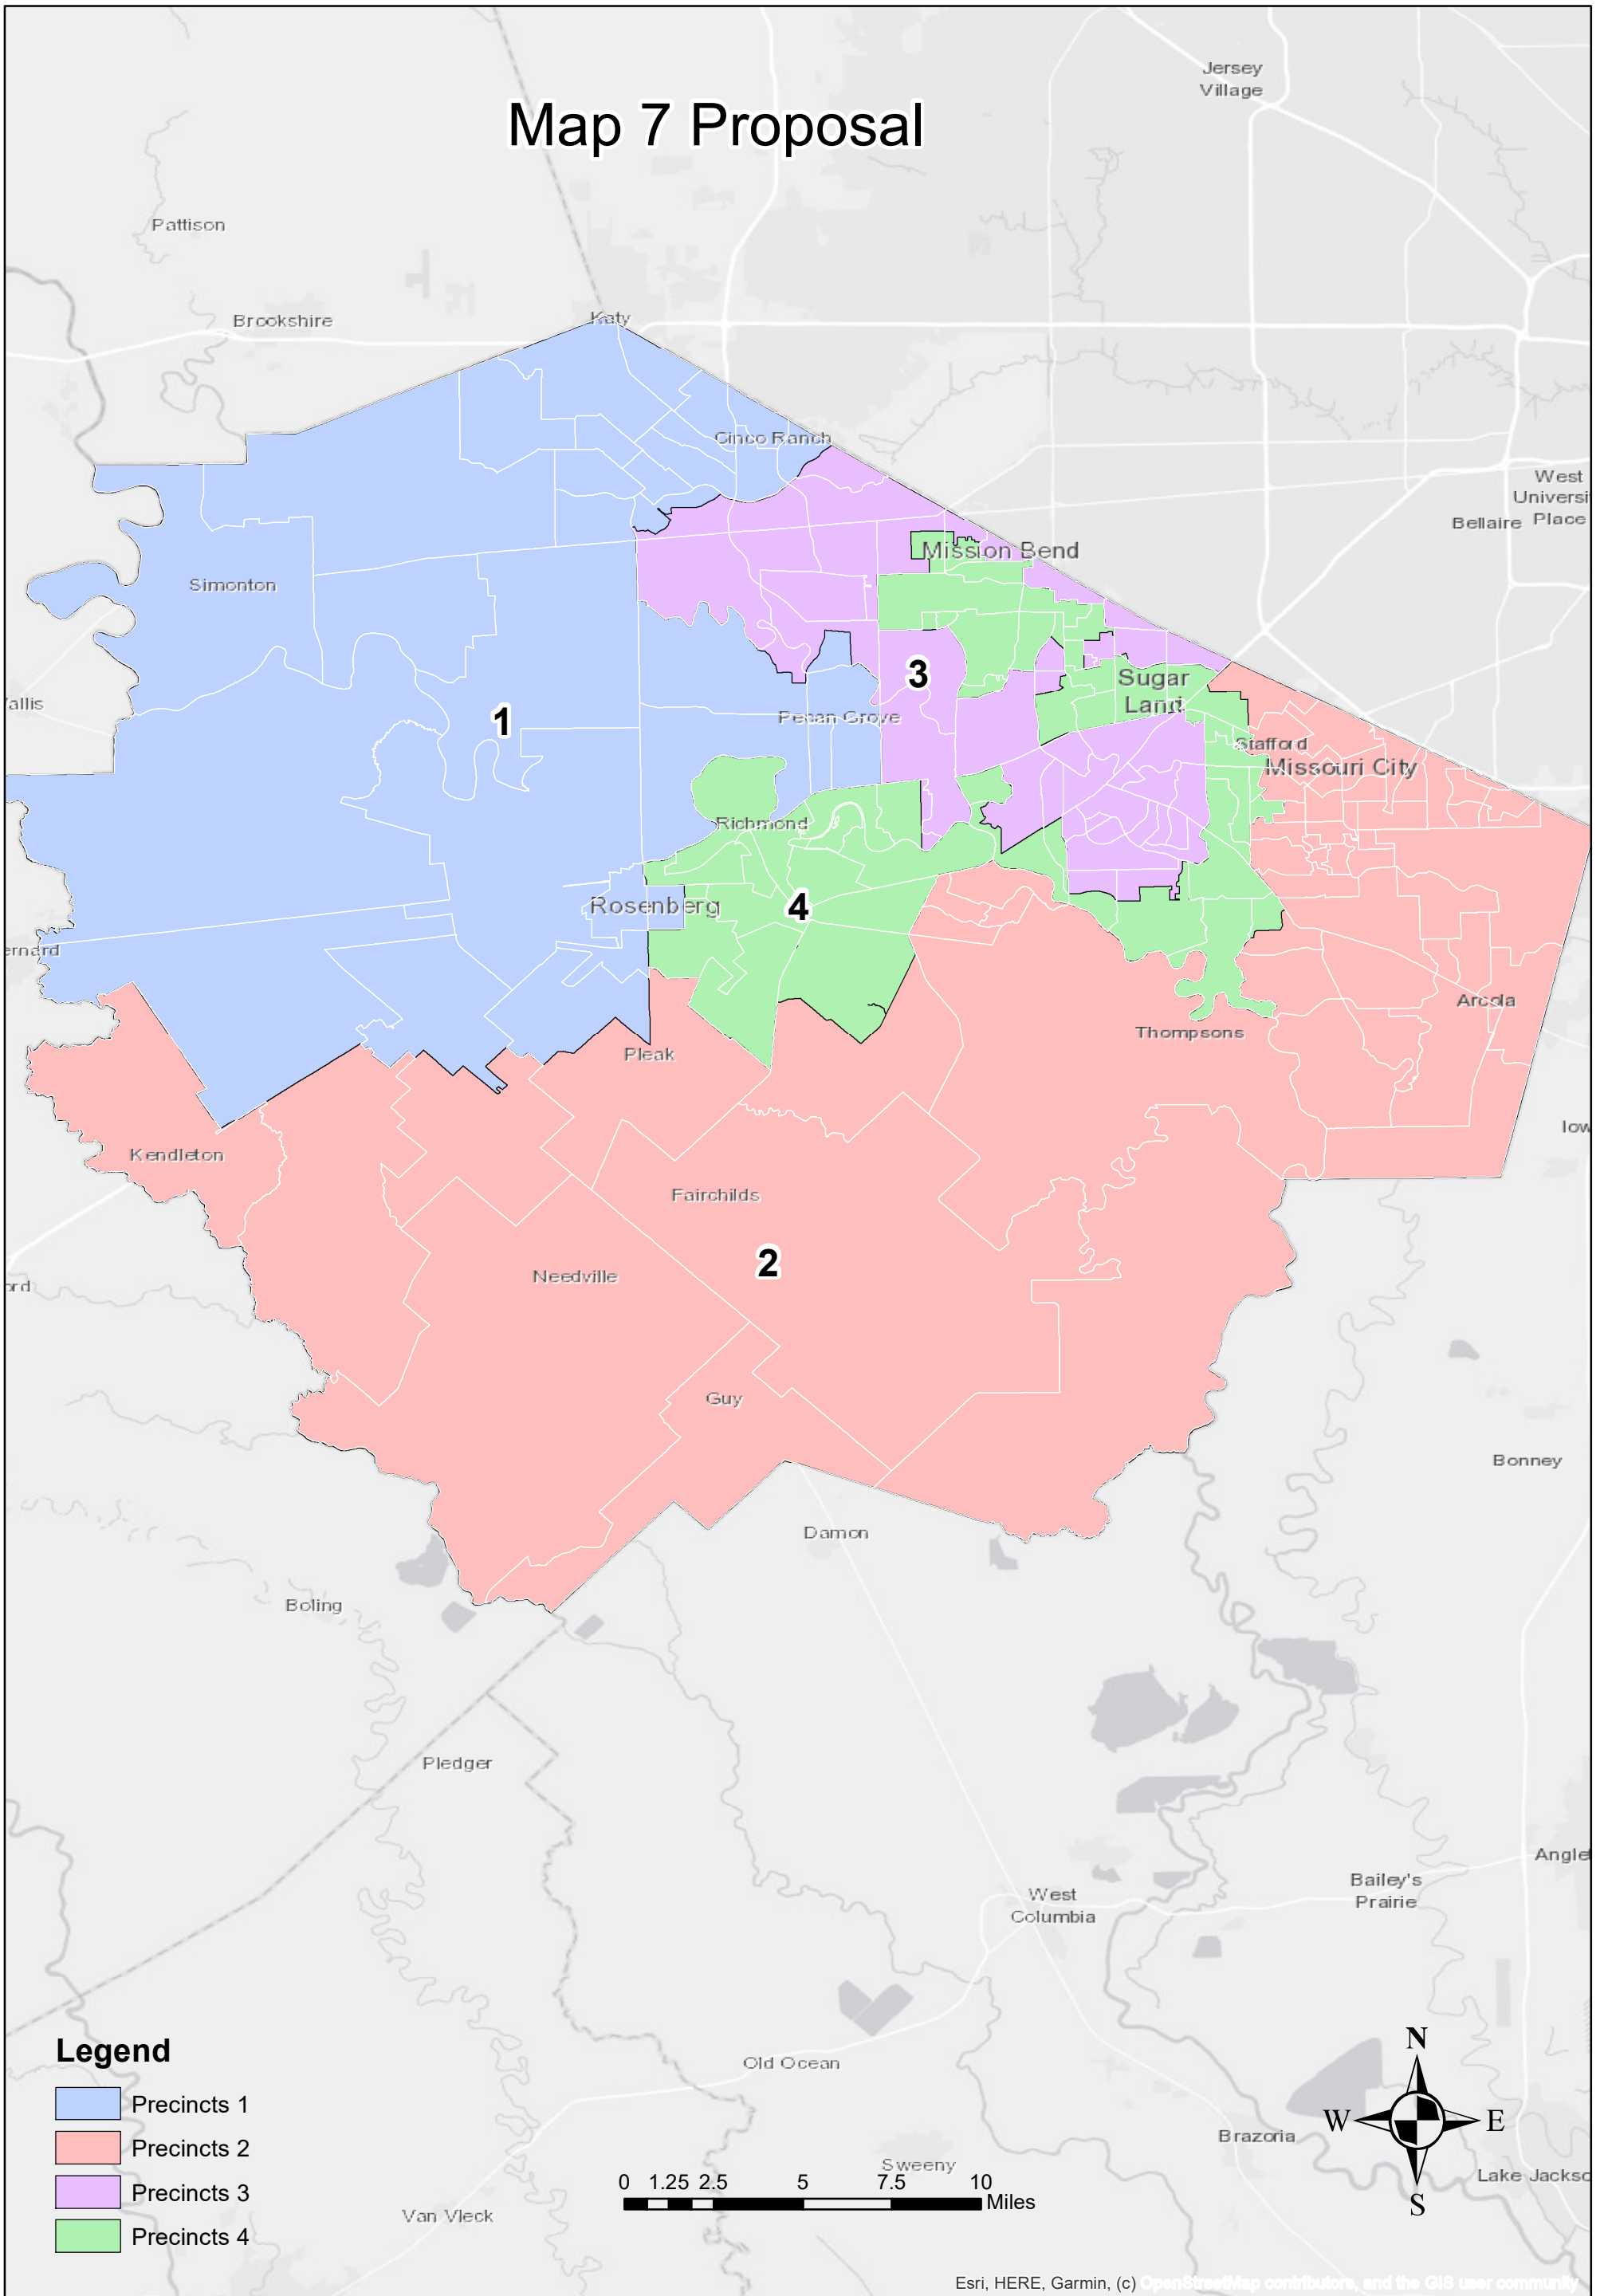 Jersey
Village
Map 7 Proposal
Pattison
Brookshire
Katy
Cinco Ranch
West
Universi
Place
Bellaire
Mission Bend
Simonton
3
Sugar
Land
allis
1
Pecan Grove
Stafford
Missouri City
Richmond
4
Rosenberg
ernard
Arcola
Thompsons
Pleak
Iow
Kendleton
Fairchilds
2
Needville
ord
Guy
Bonney
Damon
Boling
Pledger
Angle
Bailey's
Prairie
West
Columbia
Old Ocean
Legend
Precincts 1
Precincts 2
Precincts 3
Precincts 4
N
W
E
S
Brazoria
Sweeny
Lake Jackso
0 1.25 2.5 5 7.5 10
Miles
Van Vleck
Esri, HERE, Garmin, (c) OpenStreetMap contributors, and the GIS user community